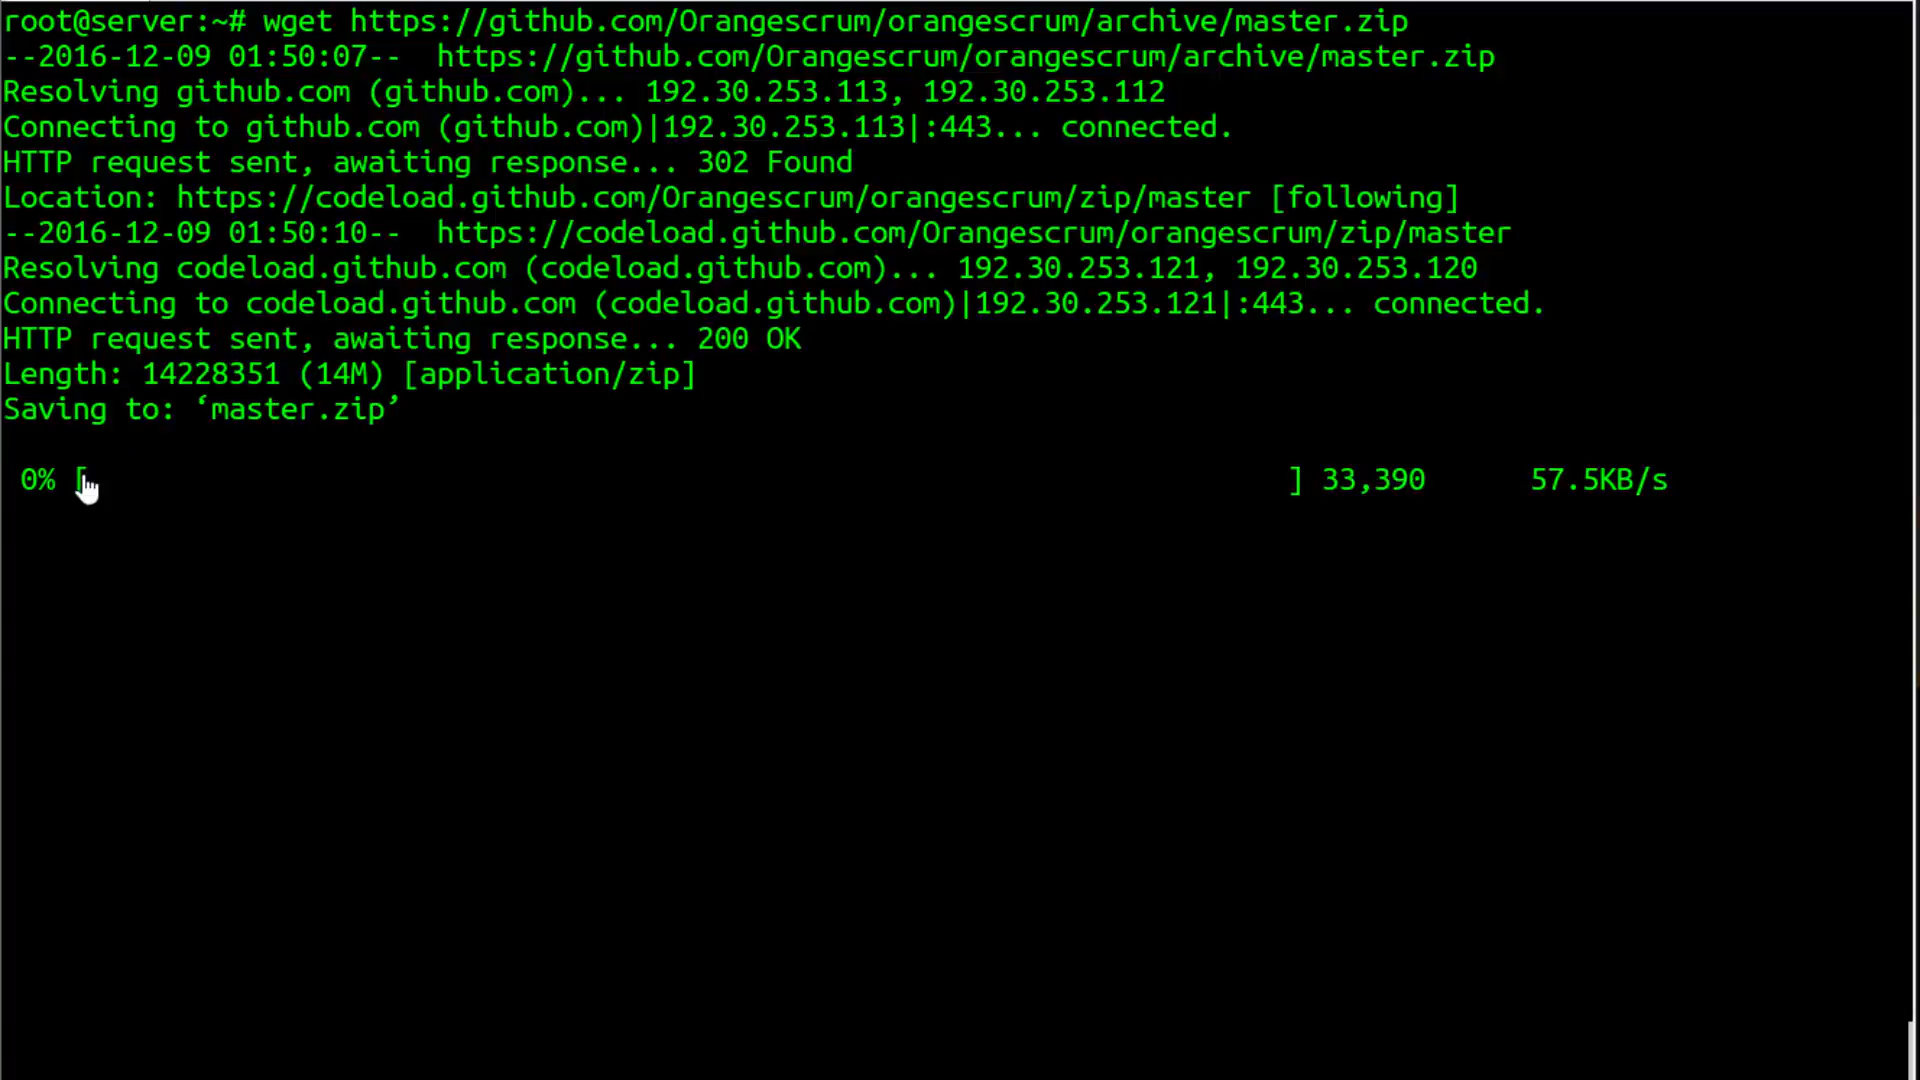 root@server:~# wget https://github.com/Orangescrum/orangescrum/archive/master.zip
--2016-12-09 01:50:07--  https://github.com/Orangescrum/orangescrum/archive/master.zip
Resolving github.com (github.com)... 192.30.253.113, 192.30.253.112
Connecting to github.com (github.com)|192.30.253.113|:443... connected.
HTTP request sent, awaiting response... 302 Found
Location: https://codeload.github.com/Orangescrum/orangescrum/zip/master [following]
--2016-12-09 01:50:10--  https://codeload.github.com/Orangescrum/orangescrum/zip/master
Resolving codeload.github.com (codeload.github.com)... 192.30.253.121, 192.30.253.120
Connecting to codeload.github.com (codeload.github.com)|192.30.253.121|:443... connected.
HTTP request sent, awaiting response... 200 OK
Length: 14228351 (14M) [application/zip]
Saving to: ‘master.zip’
0% [ ] 33,390 57.5KB/s